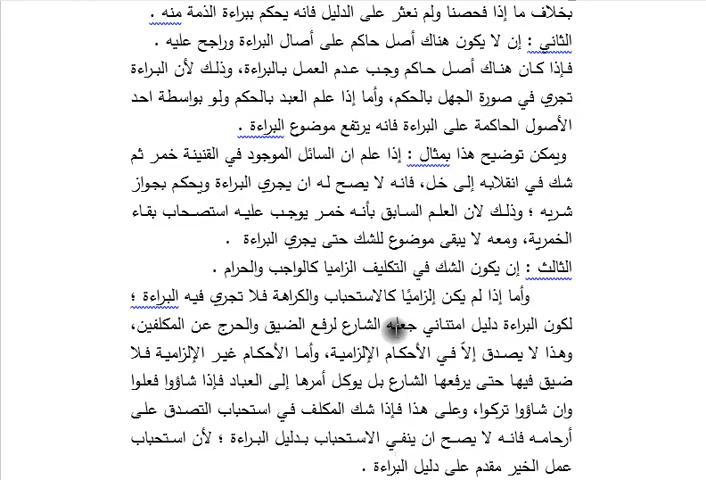 بخلاف ما إذا فحصنا ولم نعثر على الدليل فانه يحكم ببراءة الذمة منه .
الثاني : إن لا يكون هناك أصل حاكم على أصال البراءة وراجح عليه .
فإذا كان هناك أصل حاكم وجب عدم العمل بالبراءة، وذلك لأن البراءة
تجري في صورة الجهل بالحكم، وأما إذا علم العبد بالحكم ولو بواسطة احد
الأصول الحاكمة على البراءة فانه يرتفع موضوع البراءة .
ويمكن توضيح هذا بمثال : إذا علم ان السائل الموجود في القنينة خمر ثم
شك في انقلابه إلى خل، فانه لا يصح له ان يجري البراءة ويحكم بجواز
شربه ؛ وذلك لان العلم السابق بأنه خمر يوجب عليه استصحاب بقاء
الخمرية، ومعه لا يبقى موضوع للشك حتى يجري البراءة .
الثالث : إن يكون الشك في التكليف الزاميا كالواجب والحرام .
وأما إذا لم يكن إلزاميًا كالاستحباب والكراهة فلا تجري فيه البراءة ؛
لكون البراءة دليل امتناني جعله الشارع لرفع الضيق والحرج عن المكلفين،
وهذا لا يصدق إلاّ في الأحكام الإلزامية، وأما الأحكام غير الإلزامية فلا
ضيق فيها حتى يرفعها الشارع بل يوكل أمرها إلى العباد فإذا شاؤوا فعلوا
وان شاؤوا تركوا، وعلى هذا فإذا شك المكلف في استحباب التصدق على
أرحامه فانه لا يصح ان ينفي الاستحباب بدليل البراءة ؛ لأن استحباب
عمل الخير مقدم على دليل البراءة .